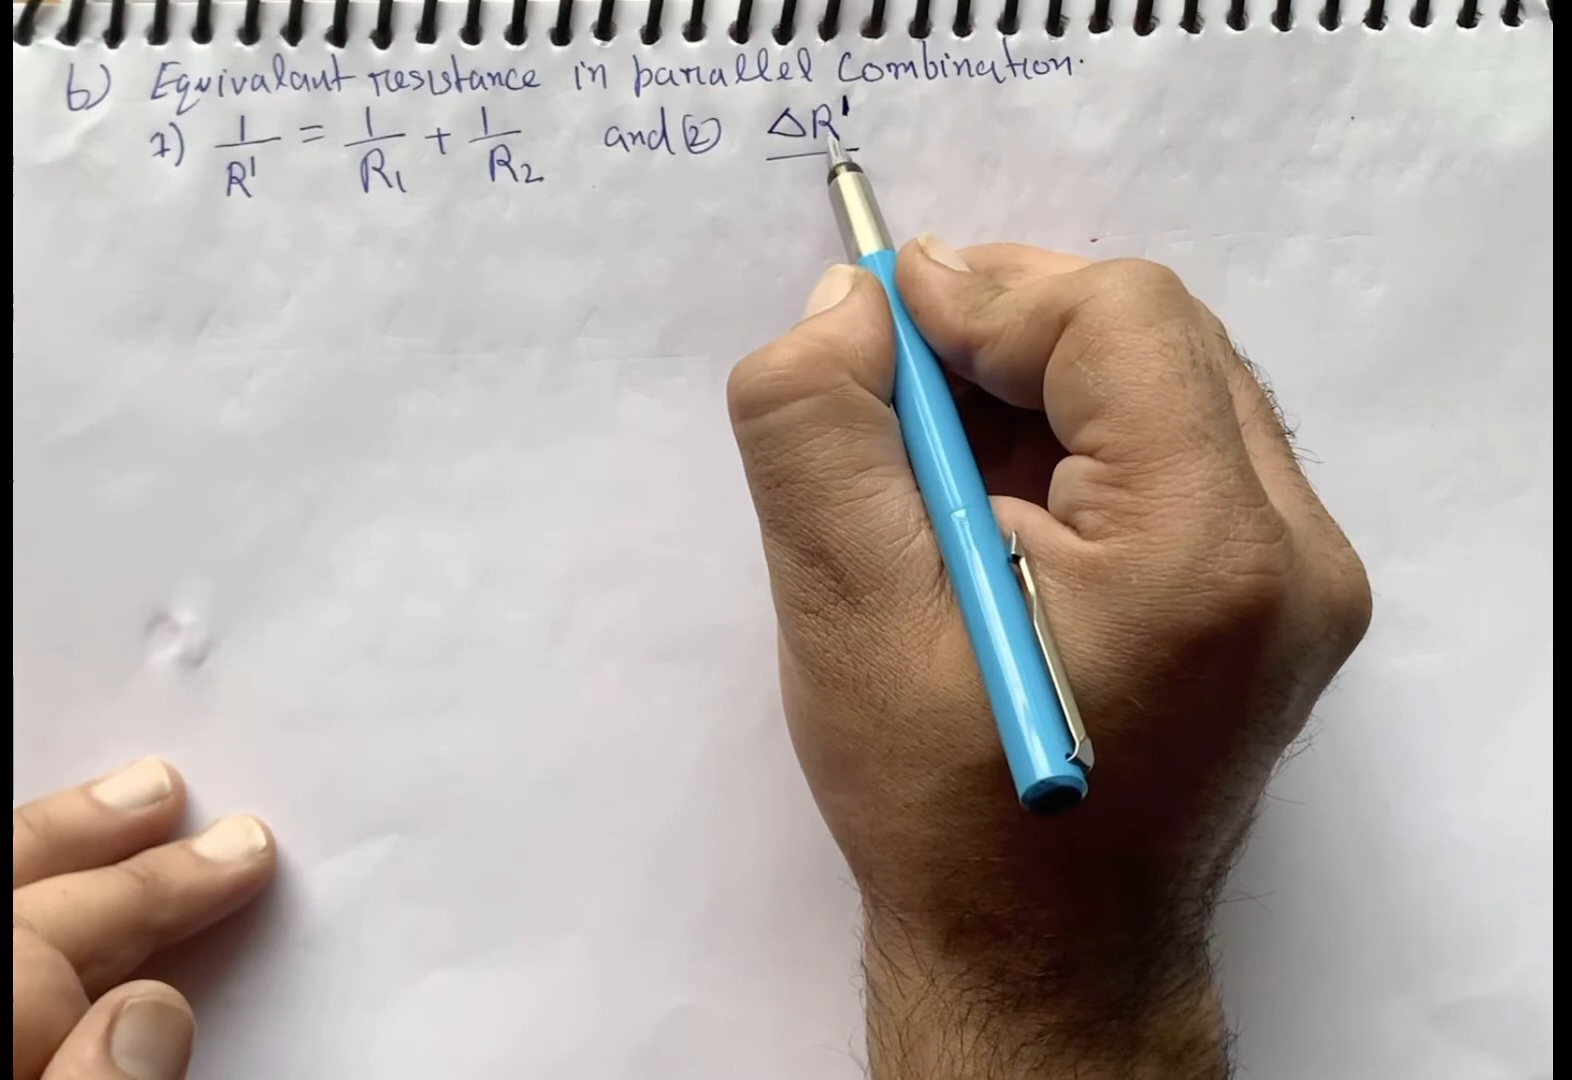 b) Equivalant resistance in parallel Combination.
1) 1/R' = 1/R₁ + 1/R₂ and ② ΔR'